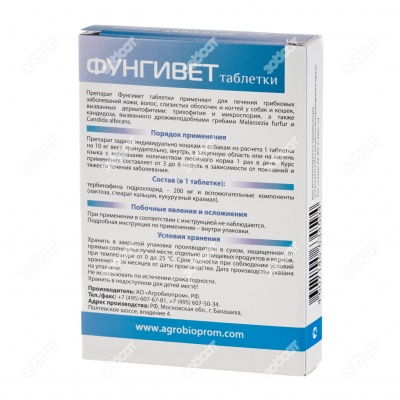 ФУНГИВЕТ
таблетки
Препарат Фунгивет таблетки применяют для лечения грибковых
заболеваний кожи, волос, слизистых оболочек и ногтей у собак и кошек,
вызванных дерматофитами: трихофития и микроспория, а также
кандидоза, вызванного дрожжеподобными грибами Malassezia furfur и
Candida albicans.
Порядок применения
Препарат задают индивидуально кошкам и собакам из расчета 1 таблетка
на 10 кг веса принудительно, внутрь, в защечную область или на корень
языка с небольшим количеством любимого корма 1 раз в день. Курс
применения составляет от 3 до 6 недель в зависимости от показаний и
тяжести течения заболевания.
Состав (в 1 таблетке):
тербинафина гидрохлорид – 200 мг и вспомогательные компоненты
(лактоза, стеарат кальция, кукурузный крахмал).
Побочные явления и осложнения
При применении в соответствии с инструкцией не наблюдаются.
Подробная инструкция по применению – внутри упаковки.
Условия хранения
Хранить в закрытой упаковке производителя в сухом, защищенном от
прямых солнечных лучей месте, отдельно от пищевых продуктов и кормов,
при температуре от 0 до 25 °С. Срок годности при соблюдении условий
хранения – месяцев от даты производства. Дата производства указана
на упаковке.
Не использовать по истечении срока годности.
Хранить в недоступном для детей месте!
Производитель: АО «Агробиопром», РФ.
Тел./факс: +7 (495) 607-67-81, +7 (495) 607-50-34.
Адрес производства: РФ, Московская обл., г. Балашиха,
Полтевское шоссе, владение 4.
www.agrobioprom.com